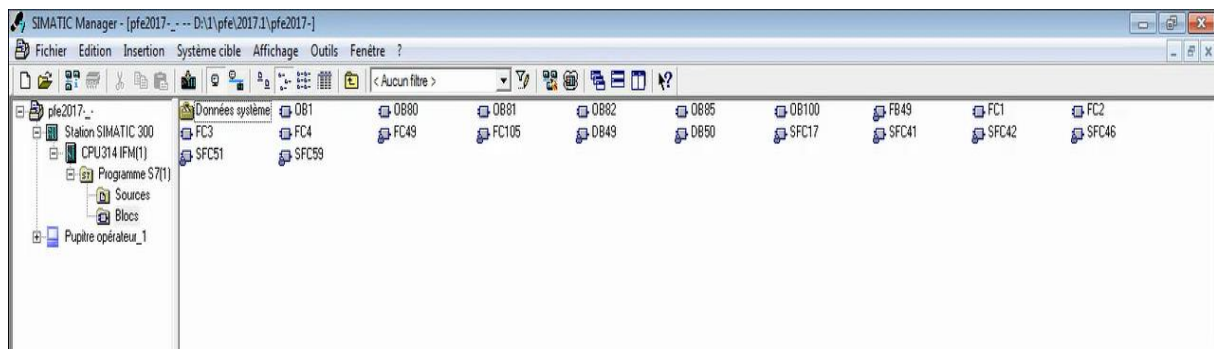 SIMATIC Manager - [pfe2017-_- -- D:\1\pfe\2017.1\pfe2017-]
Fichier Edition Insertion Système cible Affichage Outils Fenêtre ?
< Aucun filtre >
pfe2017-_-
Station SIMATIC 300
CPU314 IFM(1)
Programme S7(1)
Sources
Blocs
Pupitre opérateur_1
Données système OB1 OB80 OB81 OB82 OB85 OB100 FB49 FC1 FC2
FC3 FC4 FC49 FC105 DB49 DB50 SFC17 SFC41 SFC42 SFC46
SFC51 SFC59